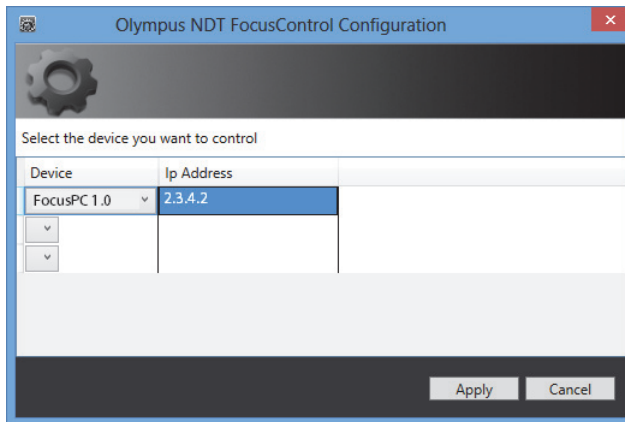 Olympus NDT FocusControl Configuration
Select the device you want to control
Device Ip Address
FocusPC 1.0 2.3.4.2
Apply Cancel